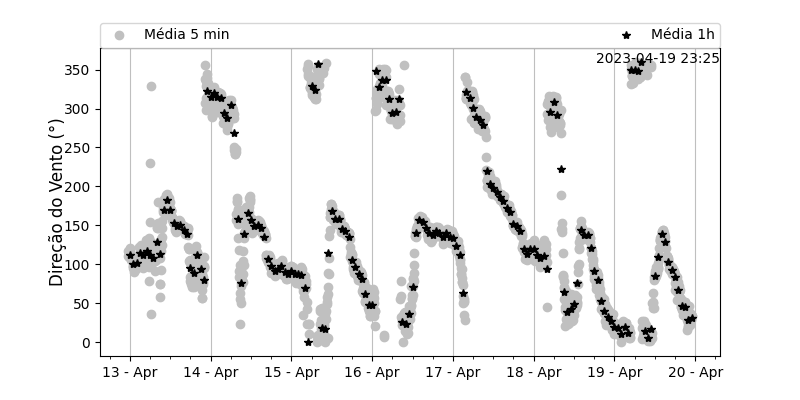 Média 5 min
Média 1h
2023-04-19 23:25
Direção do Vento (°)
350
300
250
200
150
100
50
0
13 - Apr
14 - Apr
15 - Apr
16 - Apr
17 - Apr
18 - Apr
19 - Apr
20 - Apr